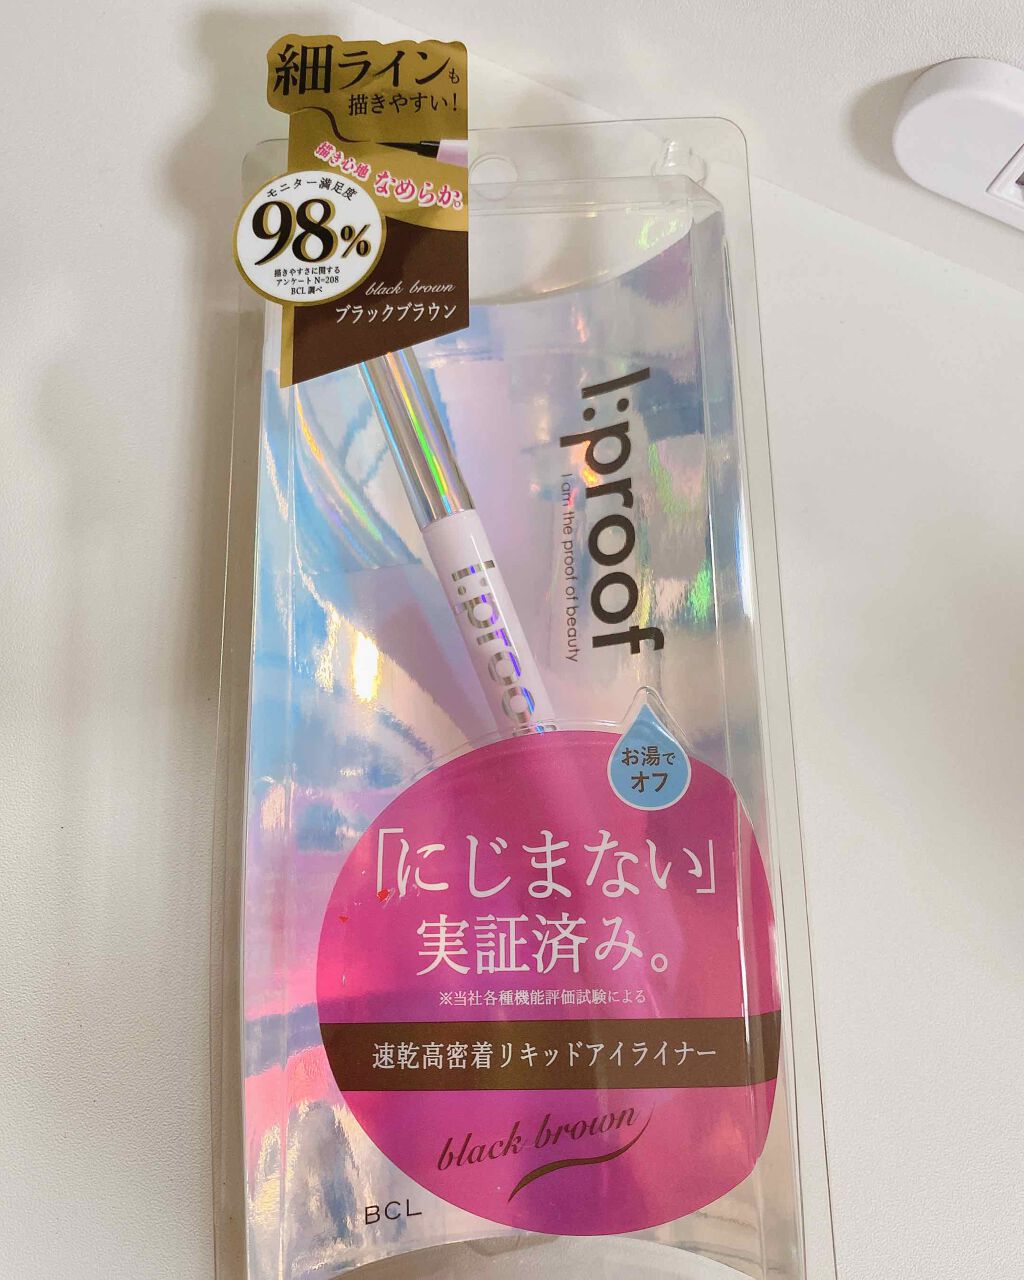 細ラインも
描きやすい!
描き心地 なめらか。
モニター満足度
98%
描きやすさに関する
アンケート N=208
BCL調べ
black brown
ブラックブラウン
I:proof
I am the proof of beauty
I:proo
お湯で
オフ
「にじまない」
実証済み。
※当社各種機能評価試験による
速乾高密着リキッドアイライナー
black brown
BCL